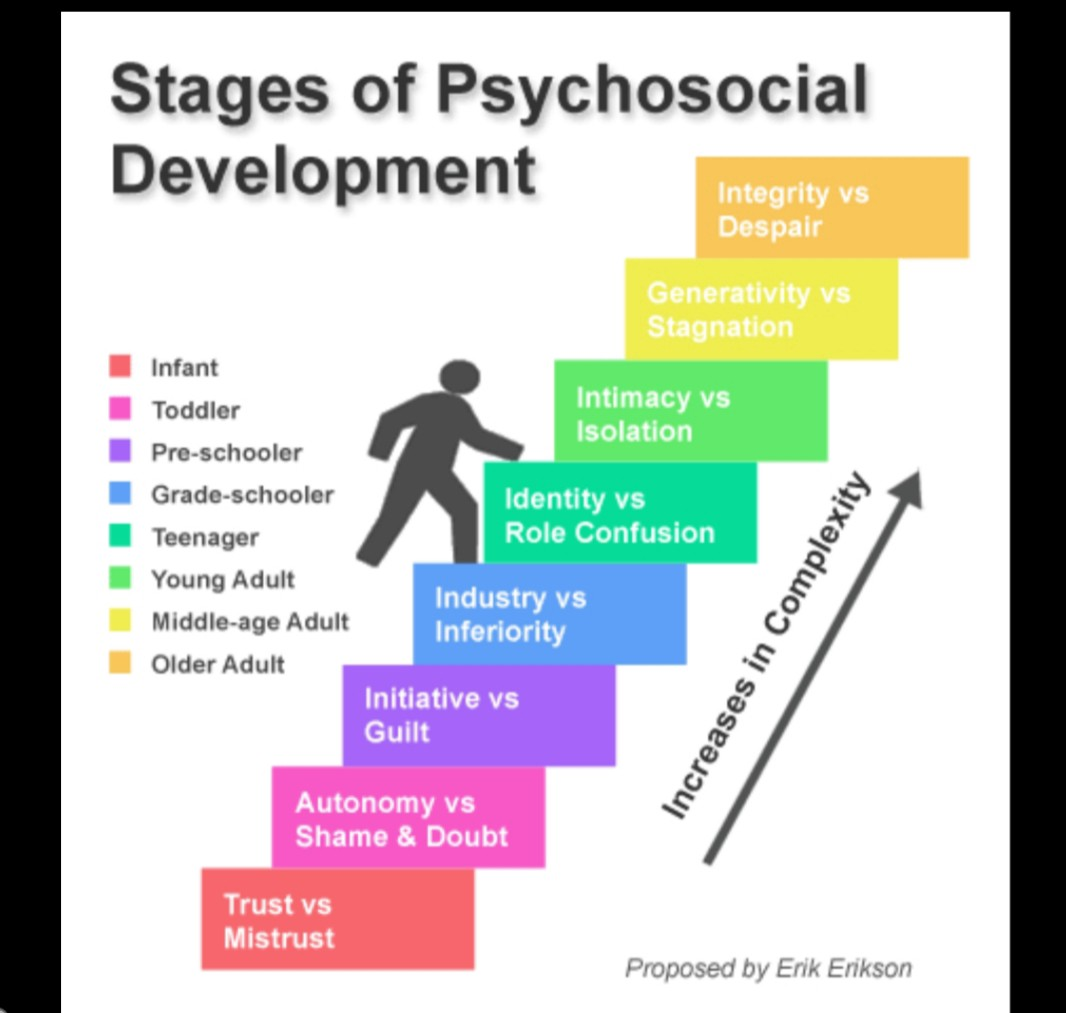 Stages of Psychosocial
Development
Integrity vs
Despair
Generativity vs
Stagnation
Intimacy vs
Isolation
Identity vs
Role Confusion
Industry vs
Inferiority
Initiative vs
Guilt
Autonomy vs
Shame & Doubt
Trust vs
Mistrust
Infant
Toddler
Pre-schooler
Grade-schooler
Teenager
Young Adult
Middle-age Adult
Older Adult
Increases in Complexity
Proposed by Erik Erikson